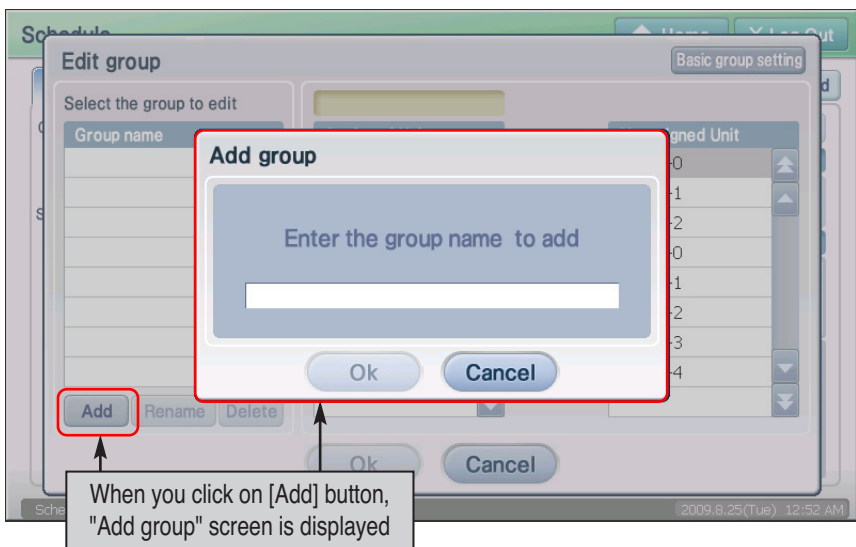 Schedule
Home
X Log Out
Edit group
Basic group setting
Select the group to edit
Group name
gned Unit
-0
-1
-2
-0
-1
-2
-3
-4
Add group
Enter the group name to add
Ok
Cancel
Add
Rename
Delete
Ok
Cancel
When you click on [Add] button,
"Add group" screen is displayed
Sche
2009.8.25(Tue) 12:52 AM